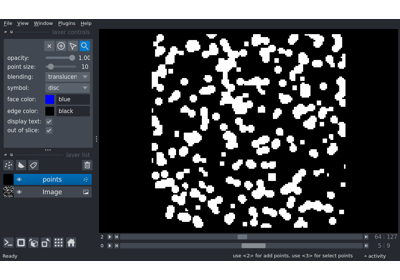 File View Window Plugins Help
layer controls
opacity: 1.00
point size: 10
blending: translucen
symbol: disc
face color: blue
edge color: black
display text:
out of slice:
layer list
points
Image
2 64 127
0 5 9
Ready use <2> for add points, use <3> for select points activity